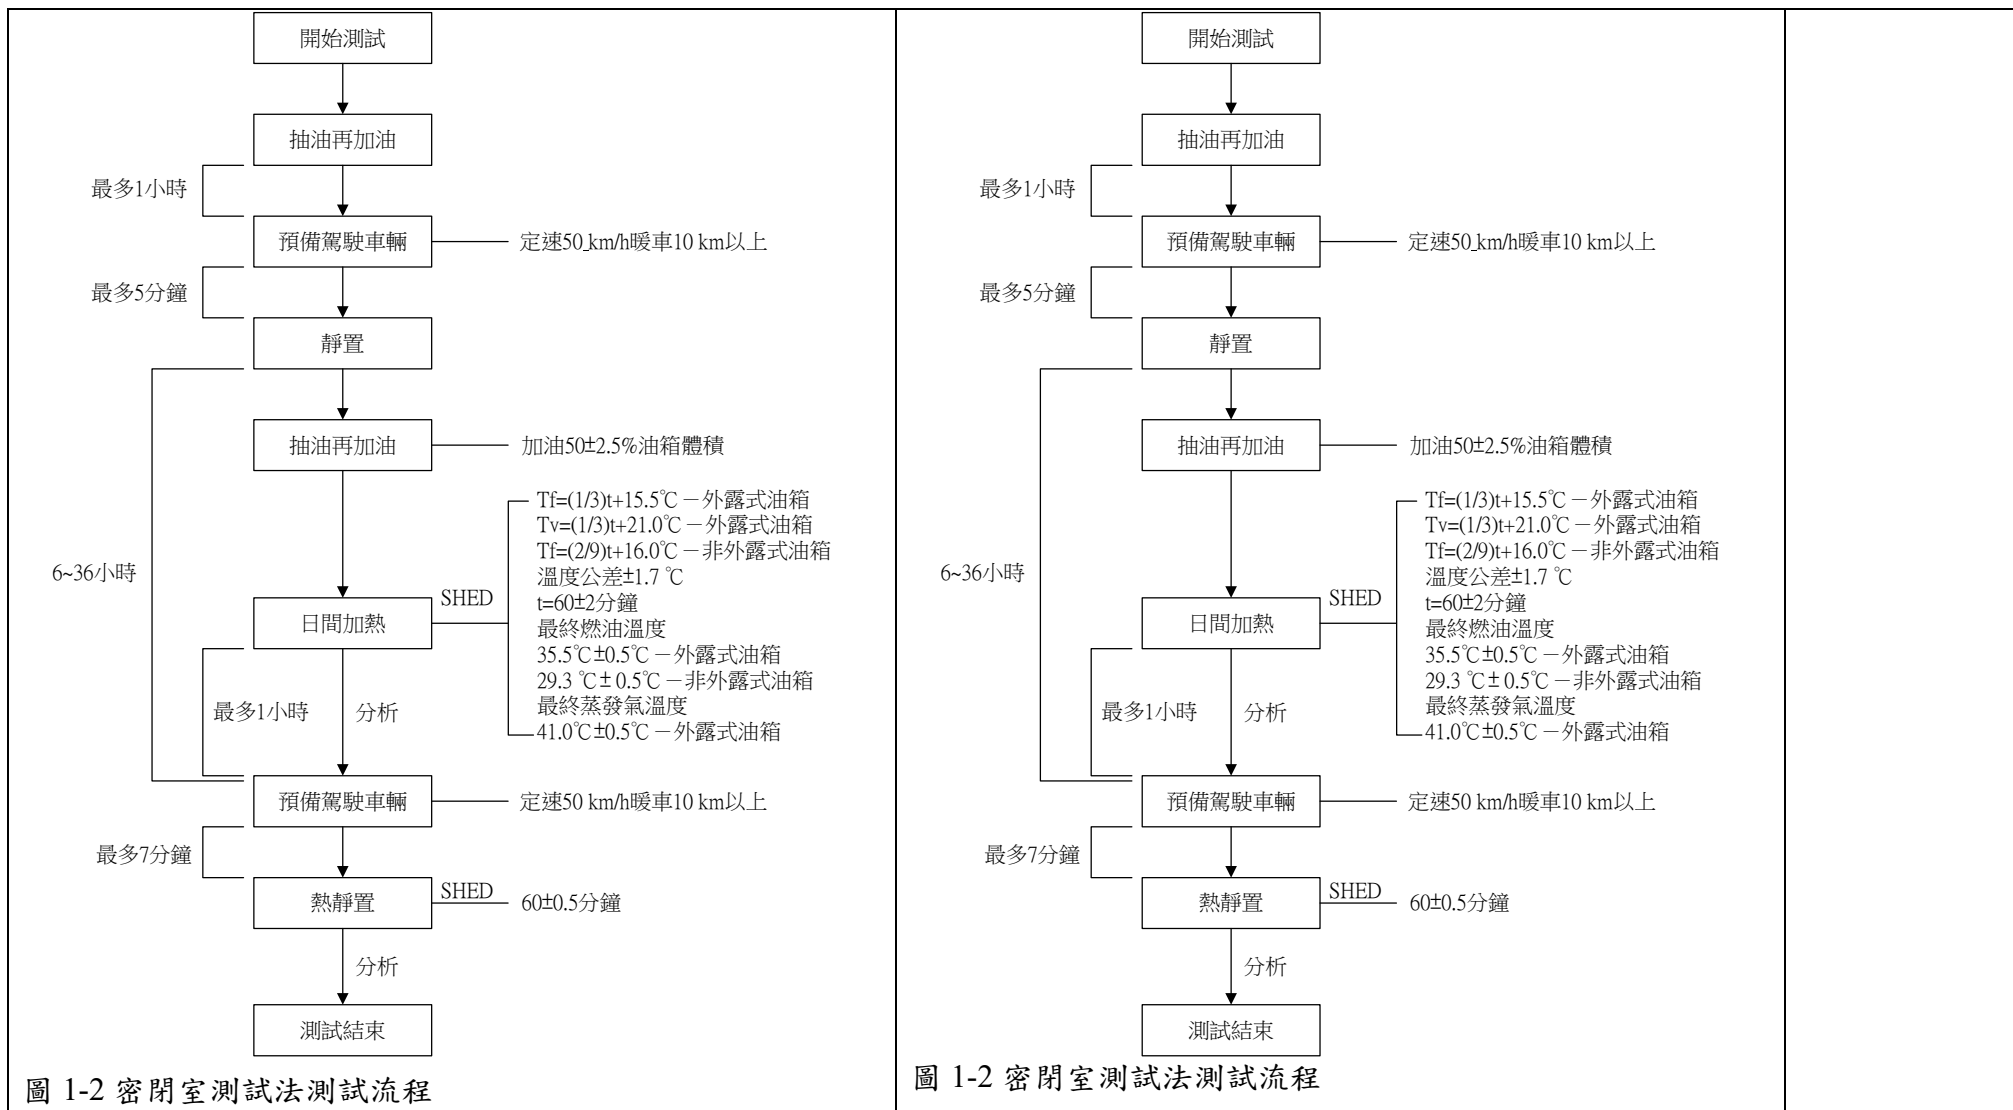 開始測試
抽油再加油
最多1小時
預備駕駛車輛
定速50 km/h暖車10 km以上
最多5分鐘
靜置
抽油再加油
加油50±2.5%油箱體積
Tf=(1/3)t+15.5℃－外露式油箱
Tv=(1/3)t+21.0℃－外露式油箱
Tf=(2/9)t+16.0℃－非外露式油箱
溫度公差±1.7 ℃
t=60±2分鐘
最終燃油溫度
35.5℃±0.5℃－外露式油箱
29.3 ℃± 0.5℃－非外露式油箱
最終蒸發氣溫度
41.0℃±0.5℃－外露式油箱
6~36小時
SHED
日間加熱
最多1小時
分析
預備駕駛車輛
定速50 km/h暖車10 km以上
最多7分鐘
熱靜置
SHED
60±0.5分鐘
分析
測試結束
圖 1-2 密閉室測試法測試流程
開始測試
抽油再加油
最多1小時
預備駕駛車輛
定速50 km/h暖車10 km以上
最多5分鐘
靜置
抽油再加油
加油50±2.5%油箱體積
Tf=(1/3)t+15.5℃－外露式油箱
Tv=(1/3)t+21.0℃－外露式油箱
Tf=(2/9)t+16.0℃－非外露式油箱
溫度公差±1.7 ℃
t=60±2分鐘
最終燃油溫度
35.5℃±0.5℃－外露式油箱
29.3 ℃± 0.5℃－非外露式油箱
最終蒸發氣溫度
41.0℃±0.5℃－外露式油箱
6~36小時
SHED
日間加熱
最多1小時
分析
預備駕駛車輛
定速50 km/h暖車10 km以上
最多7分鐘
熱靜置
SHED
60±0.5分鐘
分析
測試結束
圖 1-2 密閉室測試法測試流程